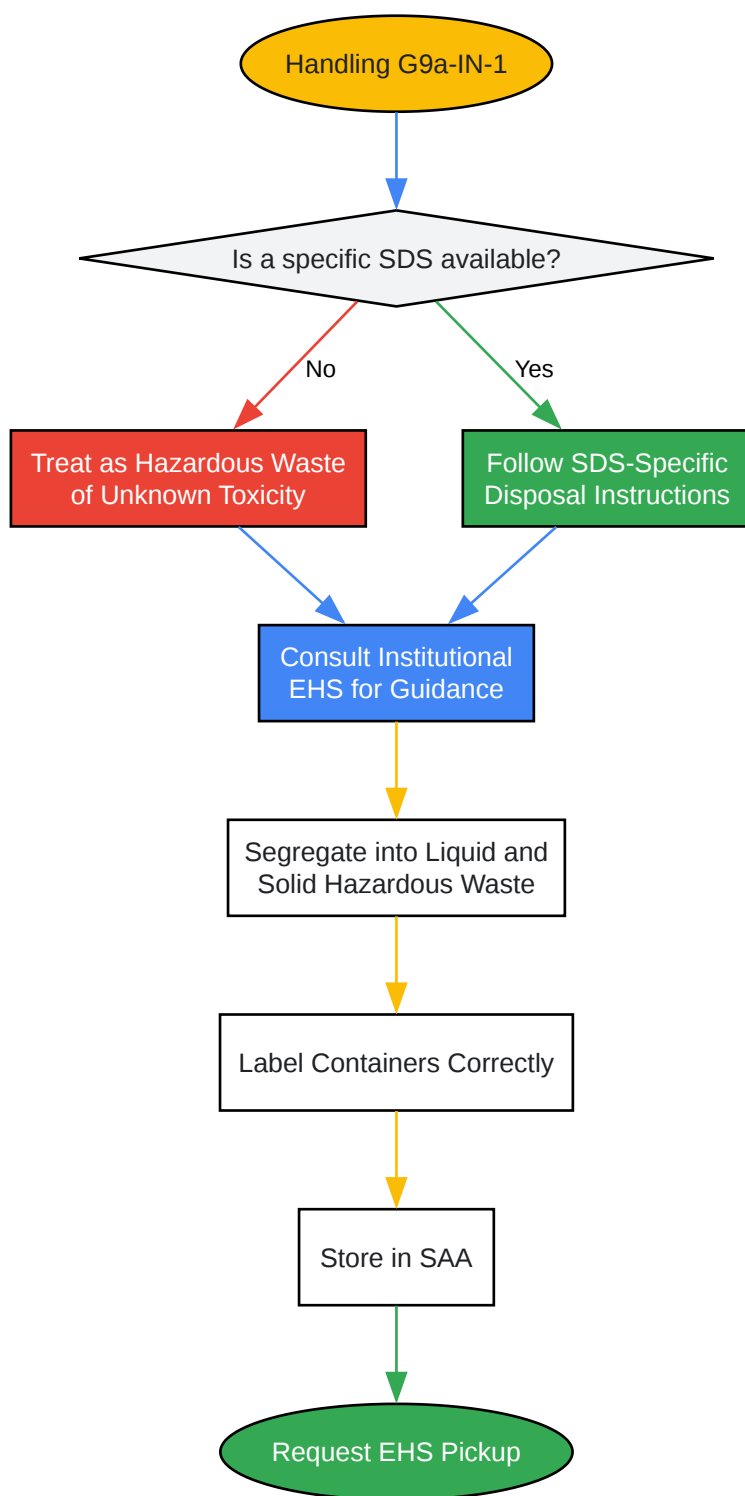 Handling G9a-IN-1
Is a specific SDS available?
No
Yes
Treat as Hazardous Waste
of Unknown Toxicity
Follow SDS-Specific
Disposal Instructions
Consult Institutional
EHS for Guidance
Segregate into Liquid and
Solid Hazardous Waste
Label Containers Correctly
Store in SAA
Request EHS Pickup